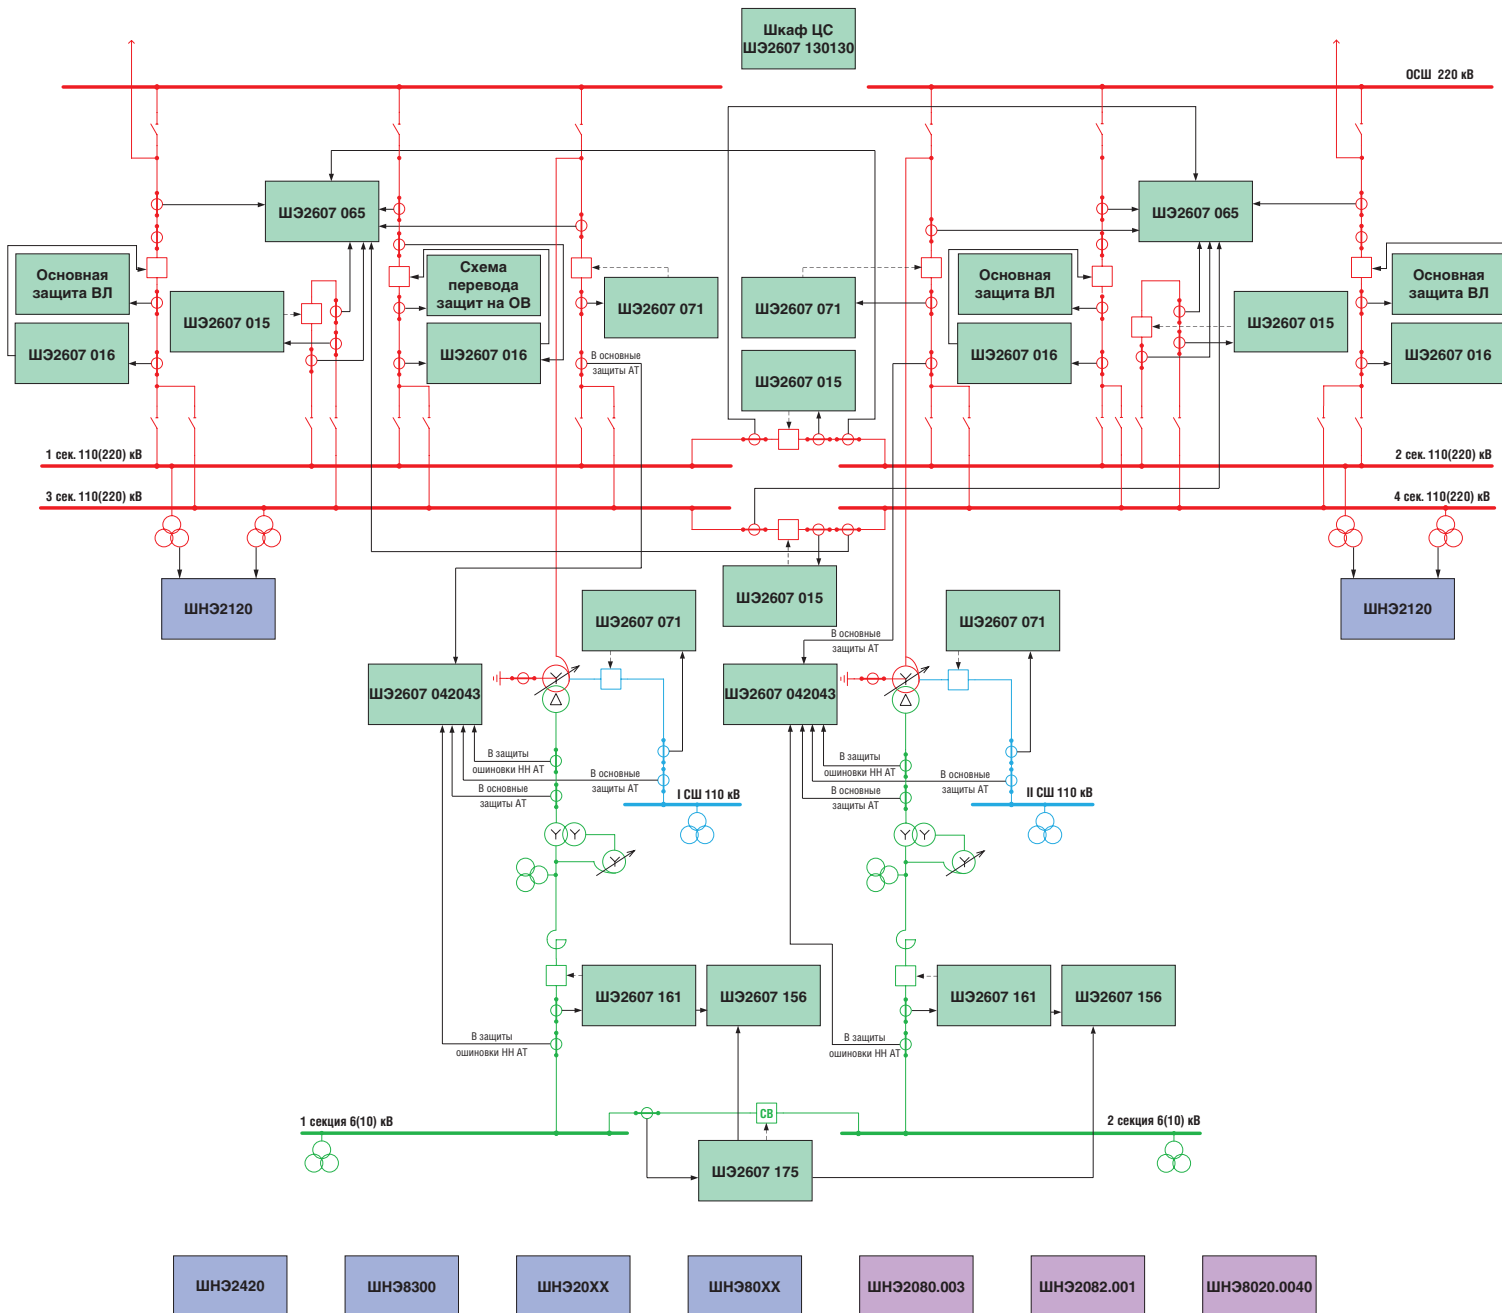 Шкаф ЦС
ШЭ2607 130130
ОСШ 220 кВ
ШЭ2607 065
ШЭ2607 065
Основная
защита ВЛ
Схема
перевода
защит на ОВ
Основная
защита ВЛ
Основная
защита ВЛ
ШЭ2607 015
ШЭ2607 071
ШЭ2607 071
ШЭ2607 015
ШЭ2607 016
ШЭ2607 016
В основные
защиты АТ
ШЭ2607 015
ШЭ2607 016
ШЭ2607 016
1 сек. 110(220) кВ
2 сек. 110(220) кВ
3 сек. 110(220) кВ
4 сек. 110(220) кВ
ШНЭ2120
ШЭ2607 015
ШНЭ2120
ШЭ2607 071
ШЭ2607 071
В основные
защиты АТ
ШЭ2607 042043
ШЭ2607 042043
В защиты
ошиновки НН АТ
В основные
защиты АТ
В основные
защиты АТ
В защиты
ошиновки НН АТ
В основные
защиты АТ
В основные
защиты АТ
I СШ 110 кВ
II СШ 110 кВ
ШЭ2607 161
ШЭ2607 156
ШЭ2607 161
ШЭ2607 156
В защиты
ошиновки НН АТ
В защиты
ошиновки НН АТ
1 секция 6(10) кВ
СВ
2 секция 6(10) кВ
ШЭ2607 175
ШНЭ2420
ШНЭ8300
ШНЭ20ХХ
ШНЭ80ХХ
ШНЭ2080.003
ШНЭ2082.001
ШНЭ8020.0040